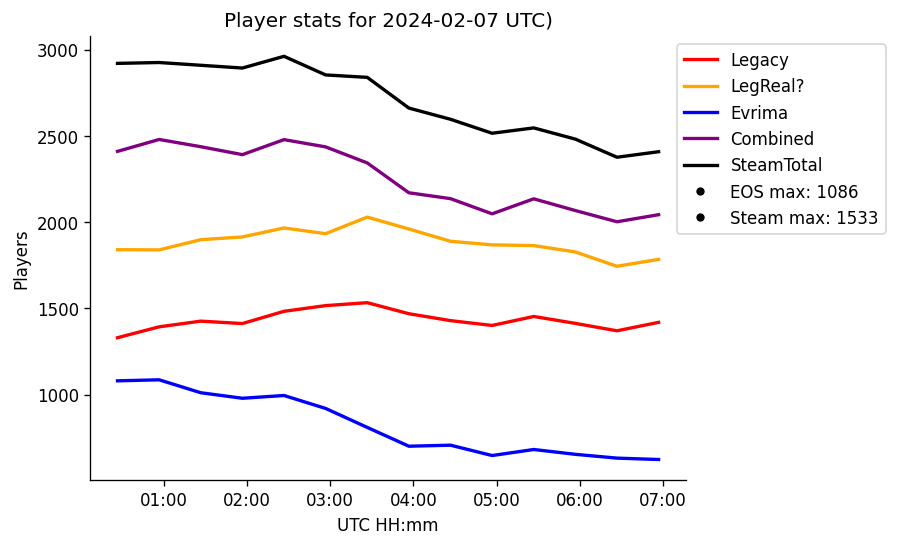 Player stats for 2024-02-07 UTC)
Legacy
LegReal?
Evrima
Combined
SteamTotal
EOS max: 1086
Steam max: 1533
Players
3000
2500
2000
1500
1000
01:00 02:00 03:00 04:00 05:00 06:00 07:00
UTC HH:mm